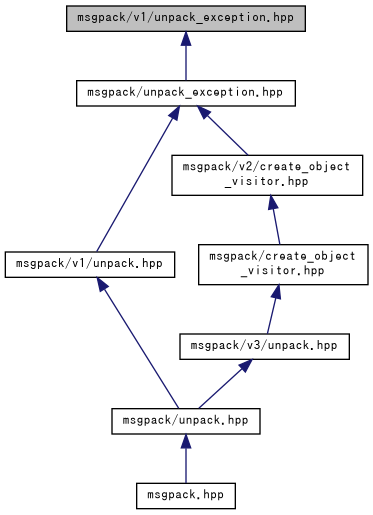 msgpack/v1/unpack_exception.hpp
msgpack/unpack_exception.hpp
msgpack/v2/create_object
_visitor.hpp
msgpack/v1/unpack.hpp
msgpack/create_object
_visitor.hpp
msgpack/v3/unpack.hpp
msgpack/unpack.hpp
msgpack.hpp